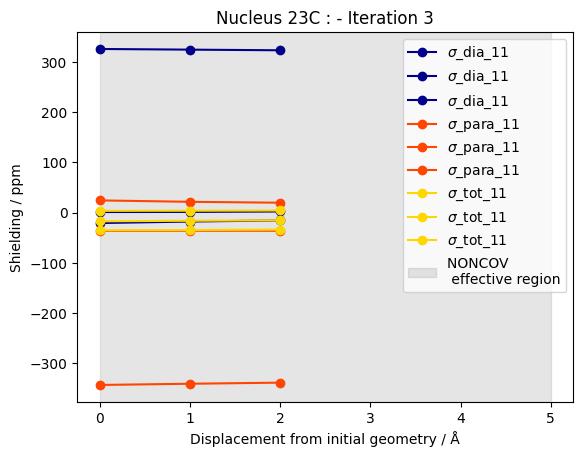 Nucleus 23C : - Iteration 3
Shielding / ppm
300
200
100
0
−100
−200
−300
σ_dia_11
σ_dia_11
σ_dia_11
σ_para_11
σ_para_11
σ_para_11
σ_tot_11
σ_tot_11
σ_tot_11
NONCOV
effective region
0
1
2
3
4
5
Displacement from initial geometry / Å